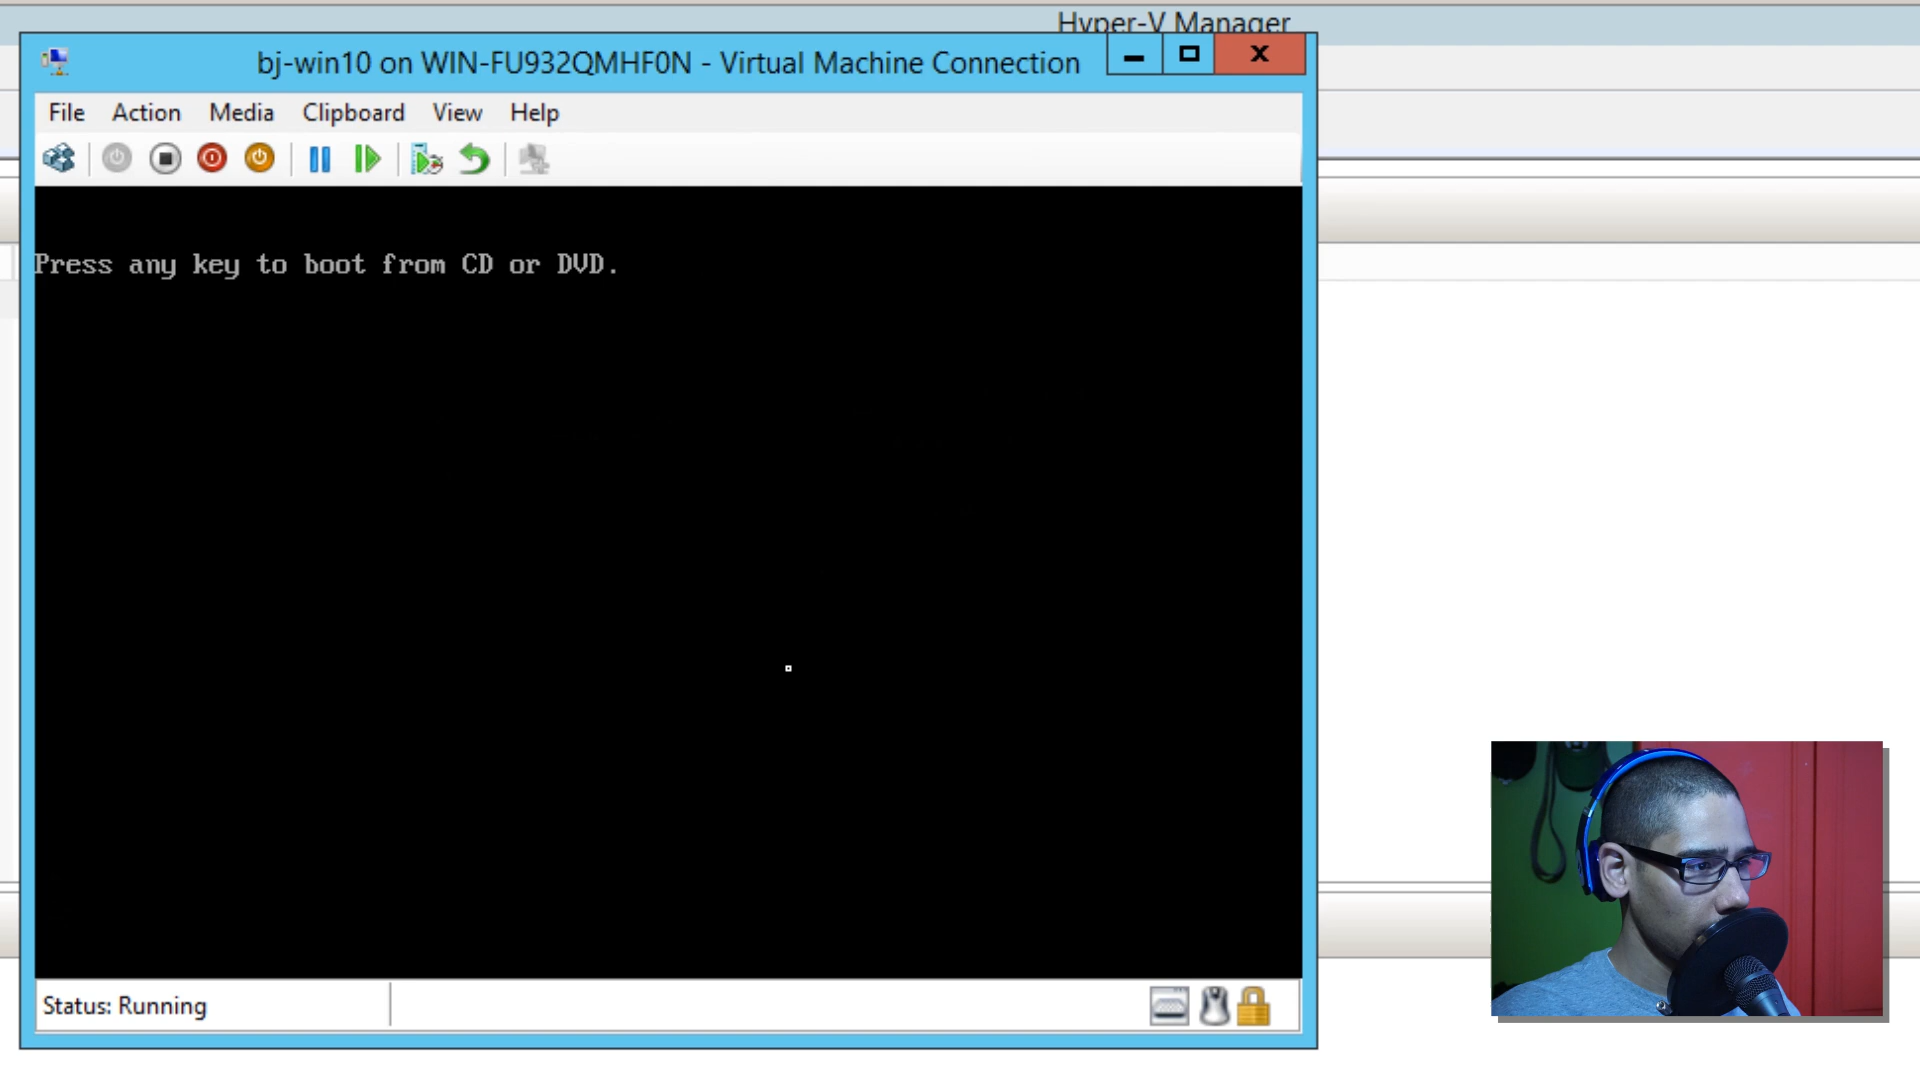 Hyper-V Manager
bj-win10 on WIN-FU932QMHF0N - Virtual Machine Connection
File Action Media Clipboard View Help
Press any key to boot from CD or DVD.
Status: Running